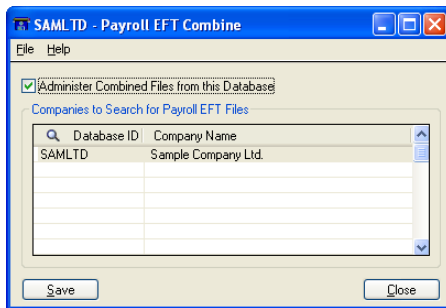 SAMLTD - Payroll EFT Combine
File Help
Administer Combined Files from this Database
Companies to Search for Payroll EFT Files
Database ID Company Name
SAMLTD Sample Company Ltd.
Save Close